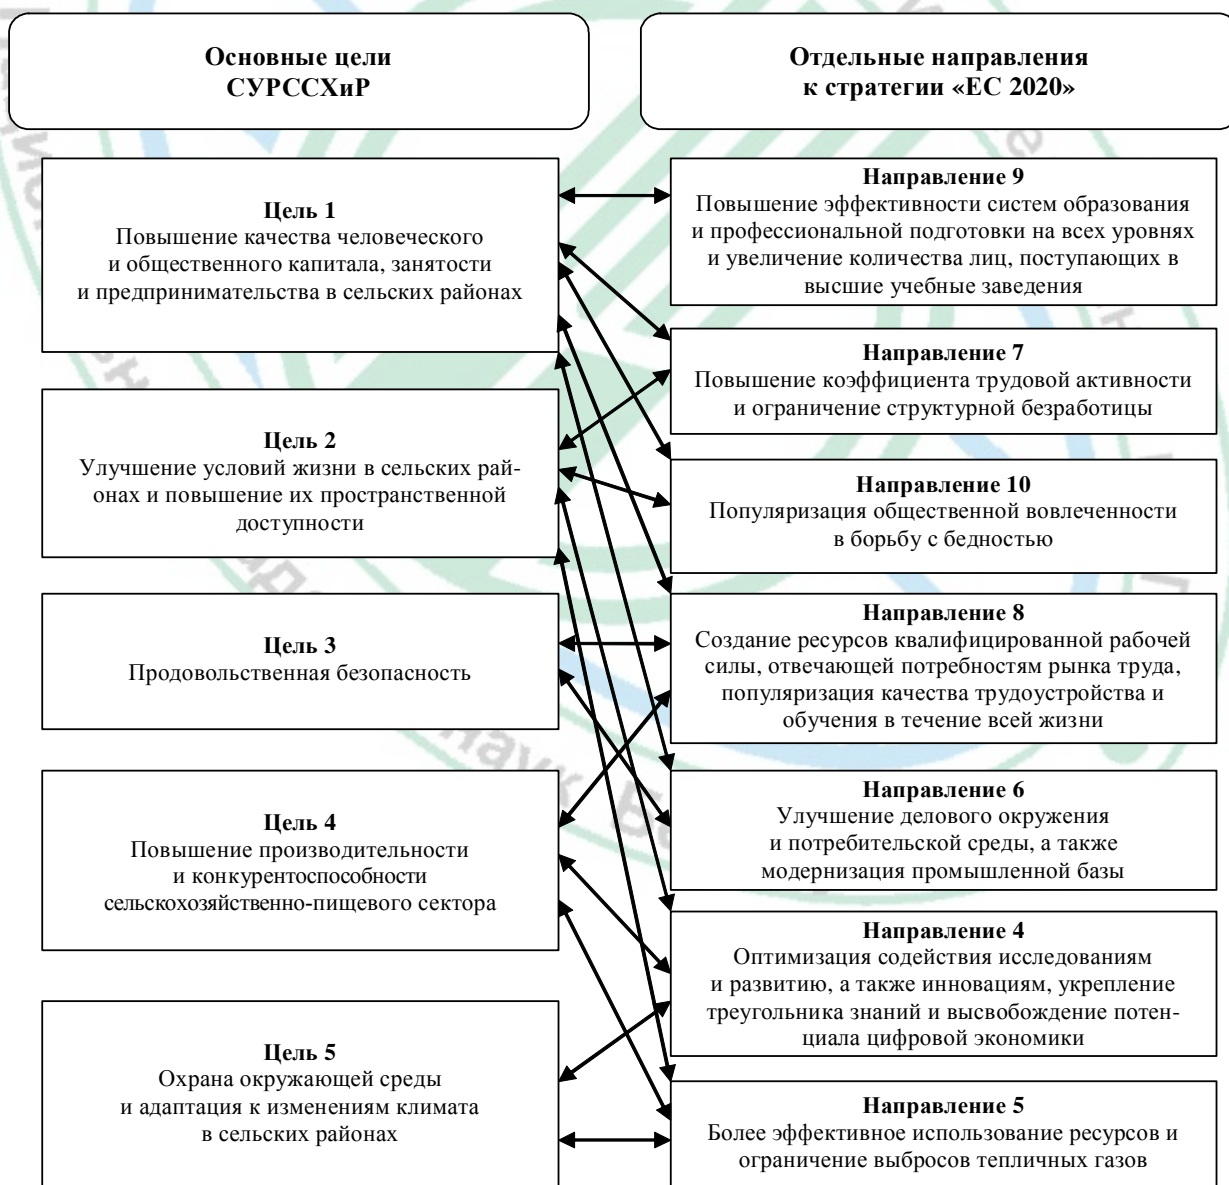 Основные цели
СУРССХиР
Отдельные направления
к стратегии «ЕС 2020»
Цель 1
Повышение качества человеческого
и общественного капитала, занятости
и предпринимательства в сельских районах
Цель 2
Улучшение условий жизни в сельских рай-
онах и повышение их пространственной
доступности
Цель 3
Продовольственная безопасность
Цель 4
Повышение производительности
и конкурентоспособности
сельскохозяйственно-пищевого сектора
Цель 5
Охрана окружающей среды
и адаптация к изменениям климата
в сельских районах
Направление 9
Повышение эффективности систем образования
и профессиональной подготовки на всех уровнях
и увеличение количества лиц, поступающих в
высшие учебные заведения
Направление 7
Повышение коэффициента трудовой активности
и ограничение структурной безработицы
Направление 10
Популяризация общественной вовлеченности
в борьбу с бедностью
Направление 8
Создание ресурсов квалифицированной рабочей
силы, отвечающей потребностям рынка труда,
популяризация качества трудоустройства и
обучения в течение всей жизни
Направление 6
Улучшение делового окружения
и потребительской среды, а также
модернизация промышленной базы
Направление 4
Оптимизация содействия исследованиям
и развитию, а также инновациям, укрепление
треугольника знаний и высвобождение потен-
циала цифровой экономики
Направление 5
Более эффективное использование ресурсов и
ограничение выбросов тепличных газов
наук